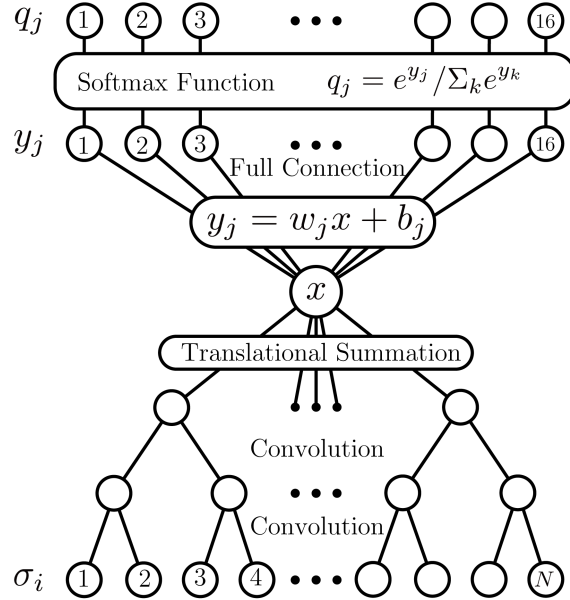 q_j 1 2 3 ••• 16
Softmax Function q_j = e^{y_j}/Σ_k e^{y_k}
y_j 1 2 3 ••• 16
Full Connection
y_j = w_j x + b_j
x
Translational Summation
•••
Convolution
•••
Convolution
σ_i 1 2 3 4 ••• N